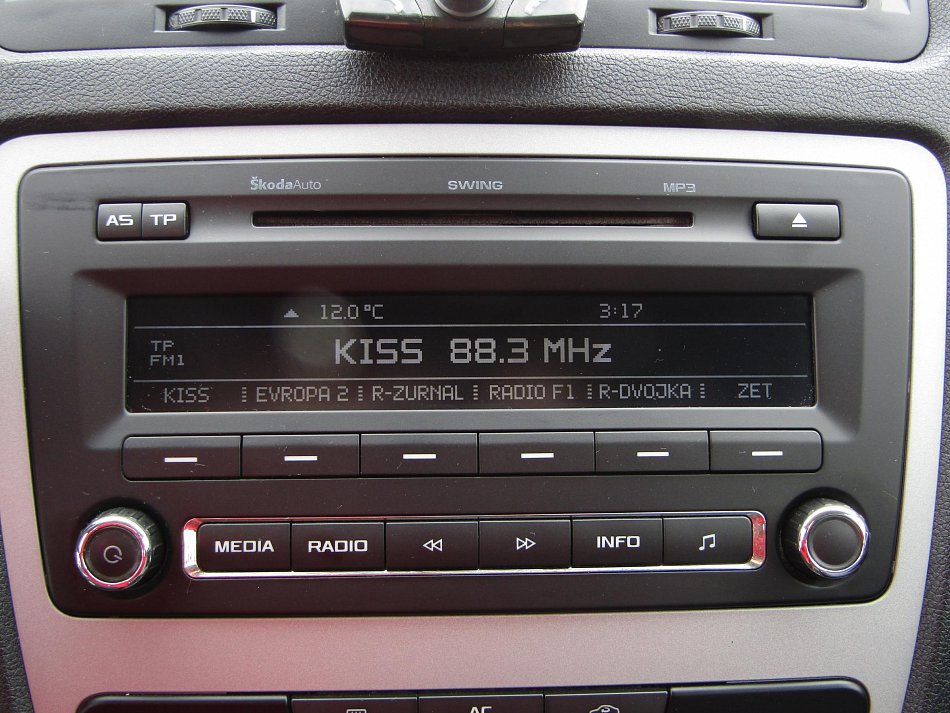 ŠkodaAuto SWING MP3
AS TP
12.0 °C 3:17
TP
FM1
KISS 88.3 MHz
KISS EVROPA 2 R-ZURNAL RADIO F1 R-DVOJKA ZET
MEDIA RADIO INFO